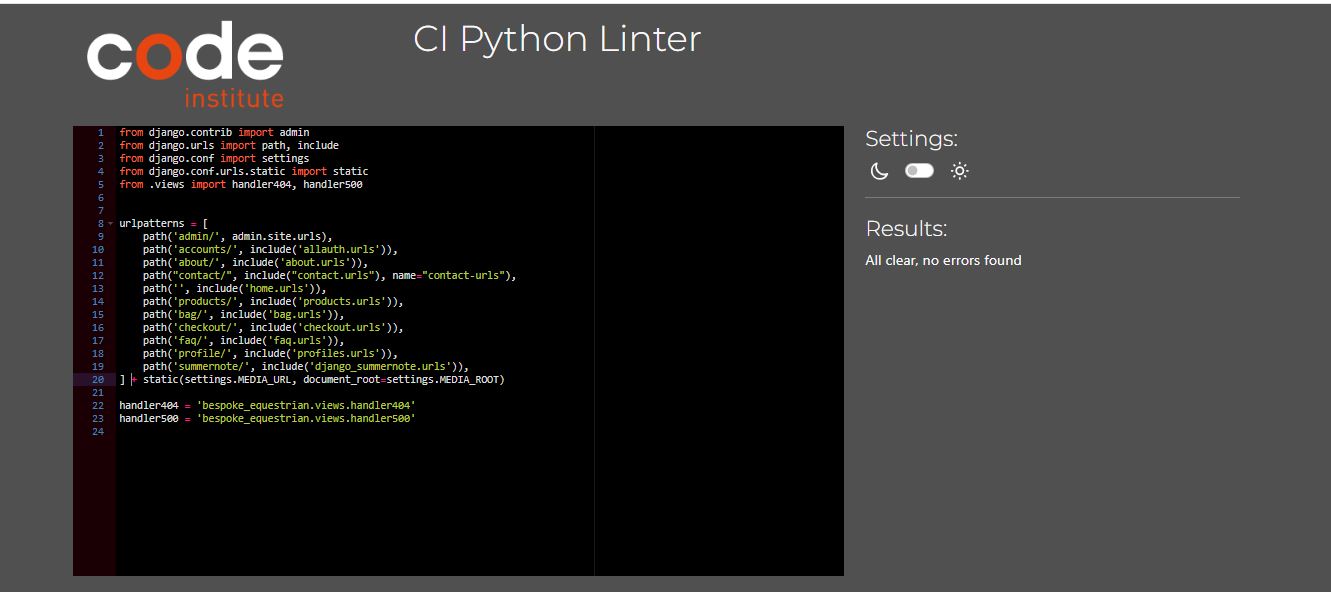 code
institute
CI Python Linter
1 from django.contrib import admin
2 from django.urls import path, include
3 from django.conf import settings
4 from django.conf.urls.static import static
5 from .views import handler404, handler500
6
7
8 urlpatterns = [
9     path('admin/', admin.site.urls),
10     path('accounts/', include('allauth.urls')),
11     path('about/', include('about.urls')),
12     path("contact/", include("contact.urls"), name="contact-urls"),
13     path('', include('home.urls')),
14     path('products/', include('products.urls')),
15     path('bag/', include('bag.urls')),
16     path('checkout/', include('checkout.urls')),
17     path('faq/', include('faq.urls')),
18     path('profile/', include('profiles.urls')),
19     path('summernote/', include('django_summernote.urls')),
20 ] + static(settings.MEDIA_URL, document_root=settings.MEDIA_ROOT)
21
22 handler404 = 'bespoke_equestrian.views.handler404'
23 handler500 = 'bespoke_equestrian.views.handler500'
24
Settings:
Results:
All clear, no errors found